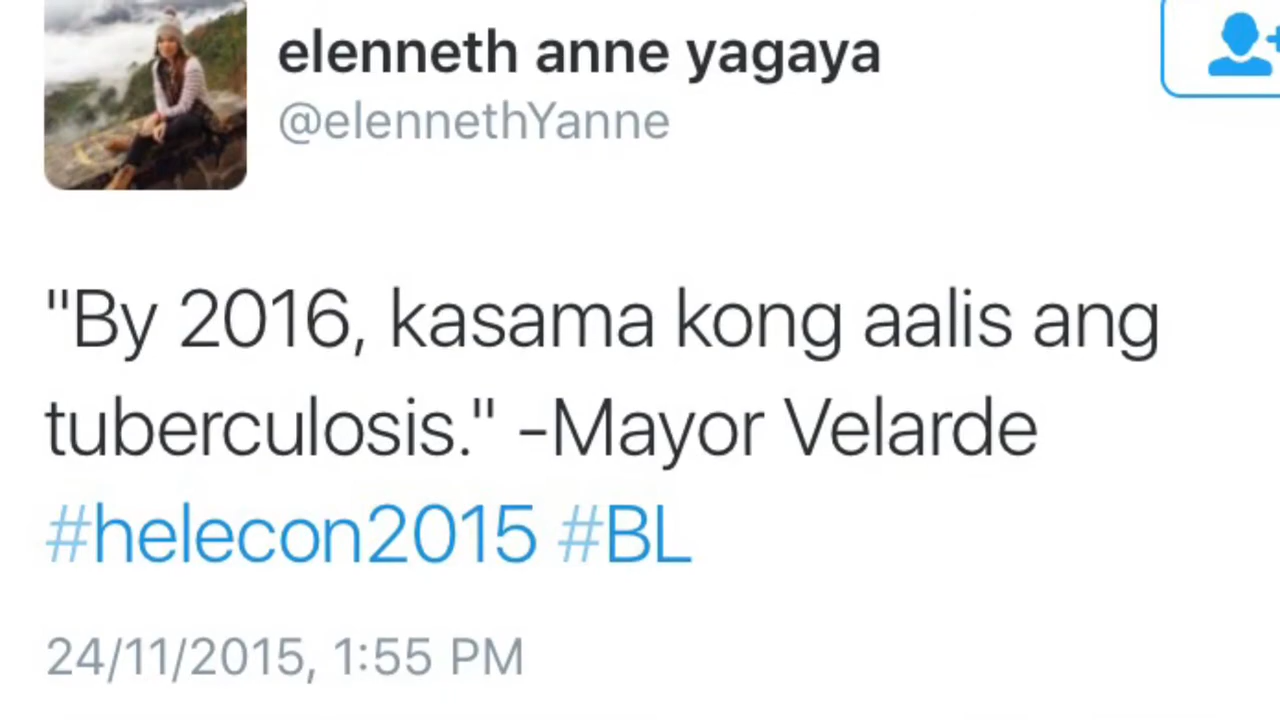 elenneth anne yagaya
@elennethYanne
"By 2016, kasama kong aalis ang
tuberculosis." -Mayor Velarde
#helecon2015 #BL
24/11/2015, 1:55 PM